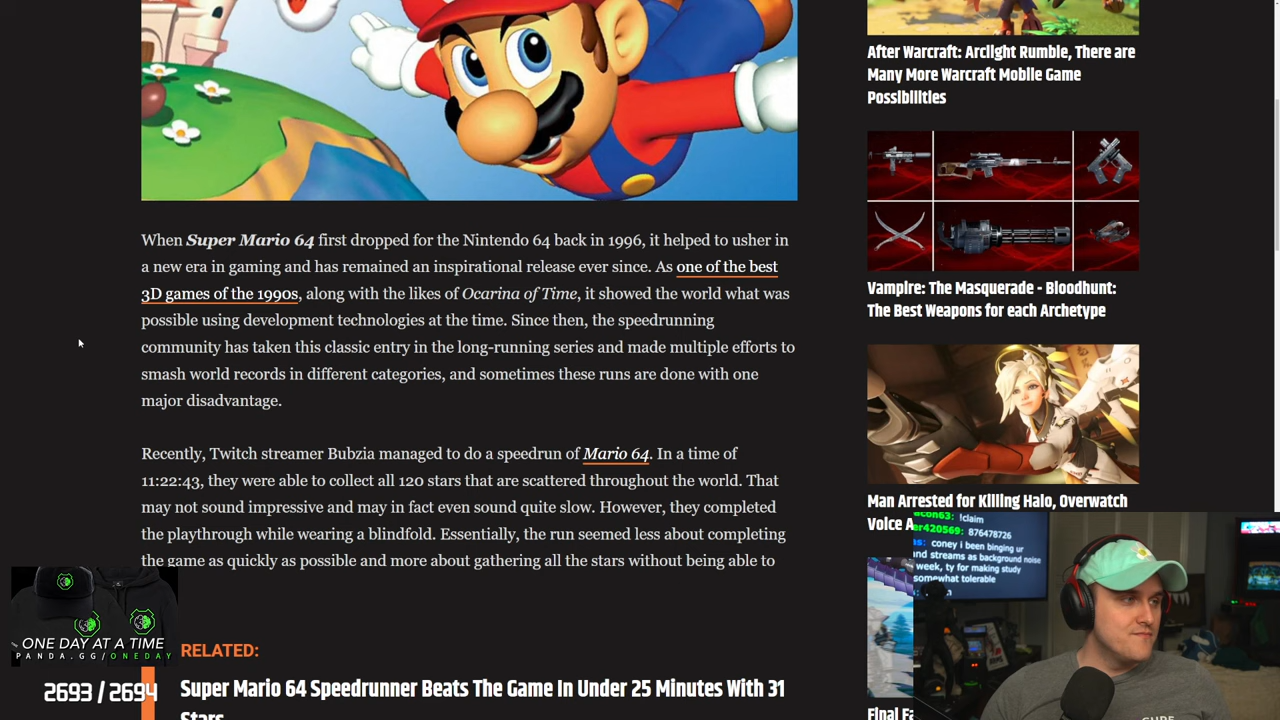 When Super Mario 64 first dropped for the Nintendo 64 back in 1996, it helped to usher in
a new era in gaming and has remained an inspirational release ever since. As one of the best
3D games of the 1990s, along with the likes of Ocarina of Time, it showed the world what was
possible using development technologies at the time. Since then, the speedrunning
community has taken this classic entry in the long-running series and made multiple efforts to
smash world records in different categories, and sometimes these runs are done with one
major disadvantage.
Recently, Twitch streamer Bubzia managed to do a speedrun of Mario 64. In a time of
11:22:43, they were able to collect all 120 stars that are scattered throughout the world. That
may not sound impressive and may in fact even sound quite slow. However, they completed
the playthrough while wearing a blindfold. Essentially, the run seemed less about completing
the game as quickly as possible and more about gathering all the stars without being able to
RELATED:
Super Mario 64 Speedrunner Beats The Game In Under 25 Minutes With 31
Stars
After Warcraft: Arclight Rumble, There are
Many More Warcraft Mobile Game
Possibilities
Vampire: The Masquerade - Bloodhunt:
The Best Weapons for each Archetype
Man Arrested for Killing Halo, Overwatch
Voice A
Final Fa
acon63: !claim
er420569: 876478726
coney i been binging ur
and streams as background noise
week, ty for making study
somewhat tolerable
ONE DAY AT A TIME
PANDA.GG/ONEDAY
2693 / 2694